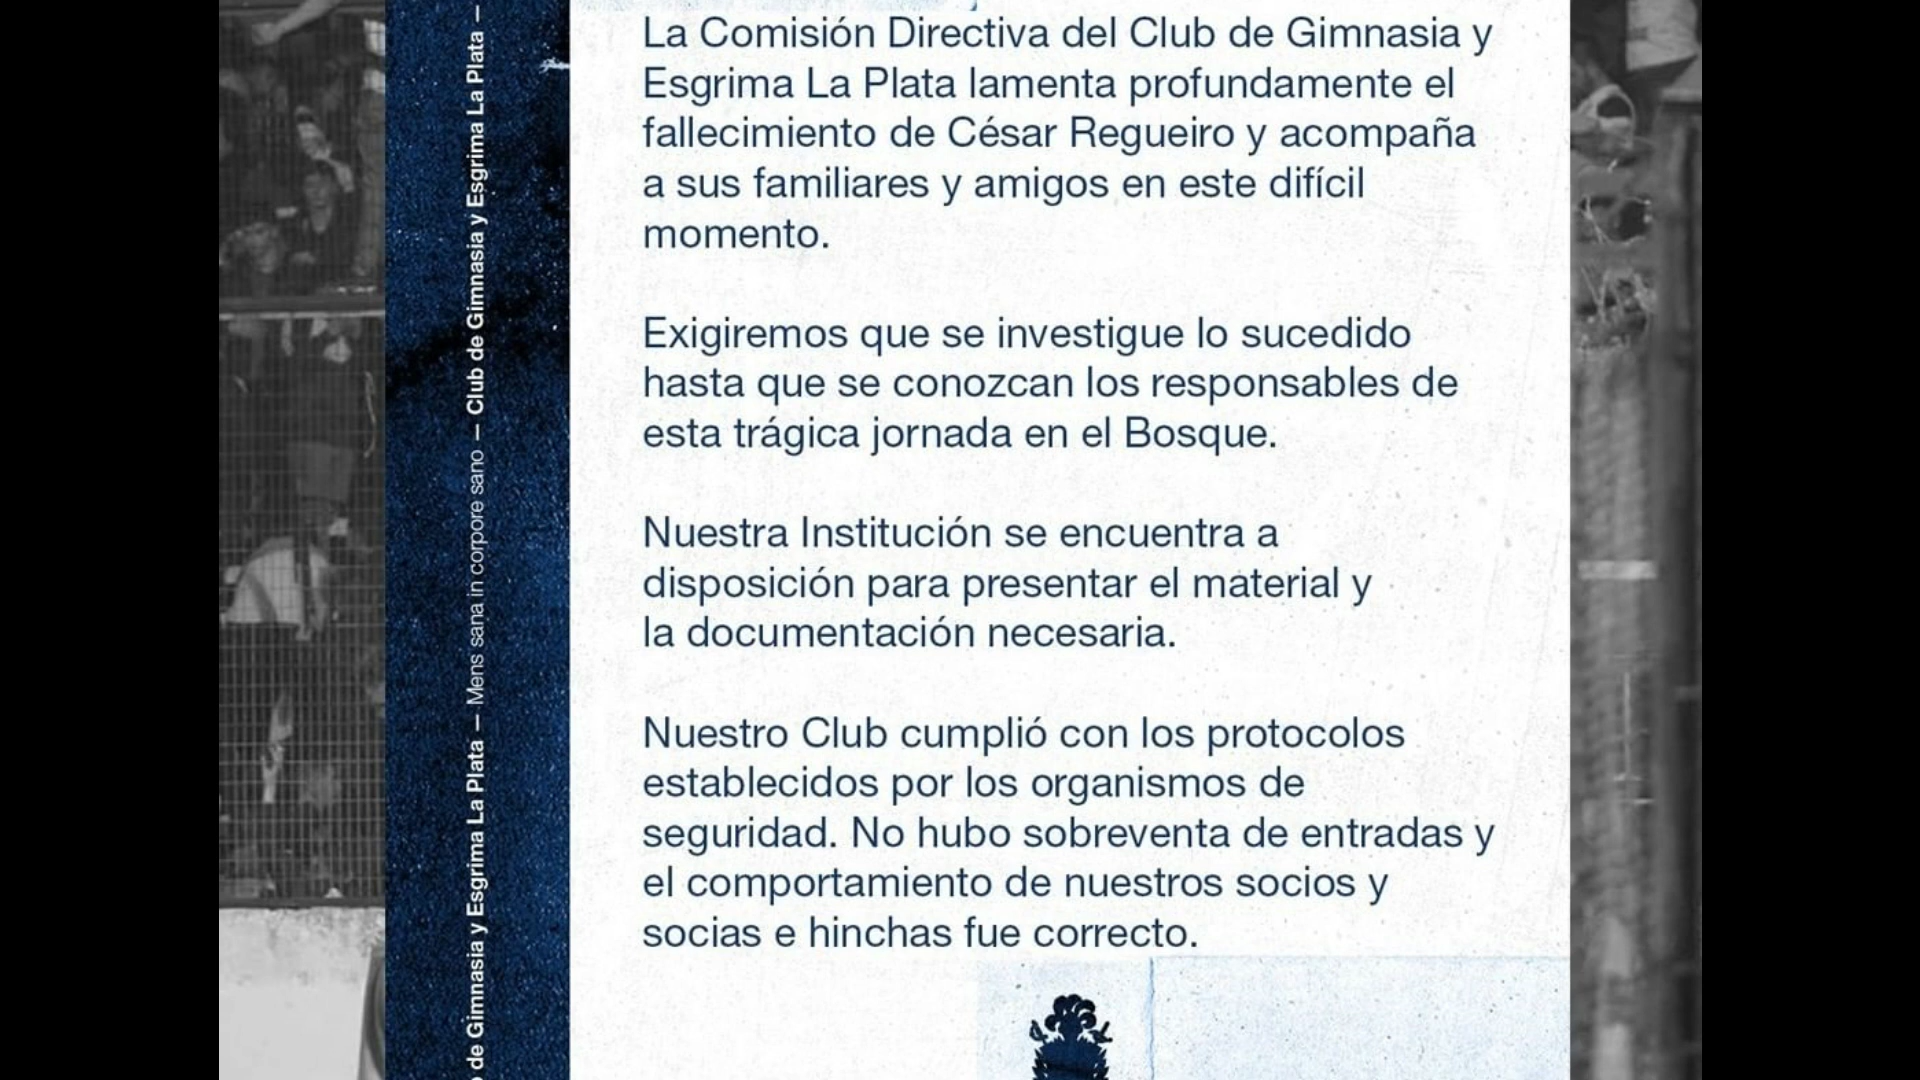 La Comisión Directiva del Club de Gimnasia y
Esgrima La Plata lamenta profundamente el
fallecimiento de César Regueiro y acompaña
a sus familiares y amigos en este difícil
momento.
Exigiremos que se investigue lo sucedido
hasta que se conozcan los responsables de
esta trágica jornada en el Bosque.
Nuestra Institución se encuentra a
disposición para presentar el material y
la documentación necesaria.
Nuestro Club cumplió con los protocolos
establecidos por los organismos de
seguridad. No hubo sobreventa de entradas y
el comportamiento de nuestros socios y
socias e hinchas fue correcto.
de Gimnasia y Esgrima La Plata — Mens sana in corpore sano — Club de Gimnasia y Esgrima La Plata —